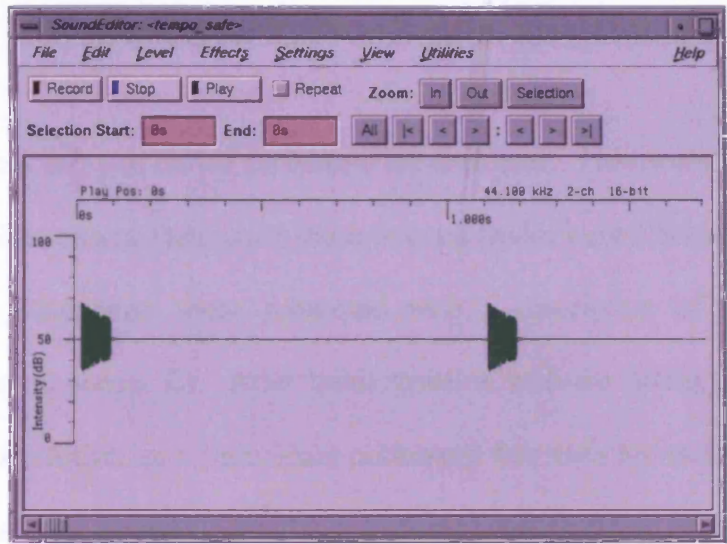 SoundEditor: <tempo_safe>
File Edit Level Effects Settings View Utilities Help
Record Stop Play Repeat Zoom: In Out Selection
Selection Start: 0s End: 0s All |< < > : < > >|
Play Pos: 0s 44.100 kHz 2-ch 16-bit
0s 1.000s
100
50
Intensity (dB)
0